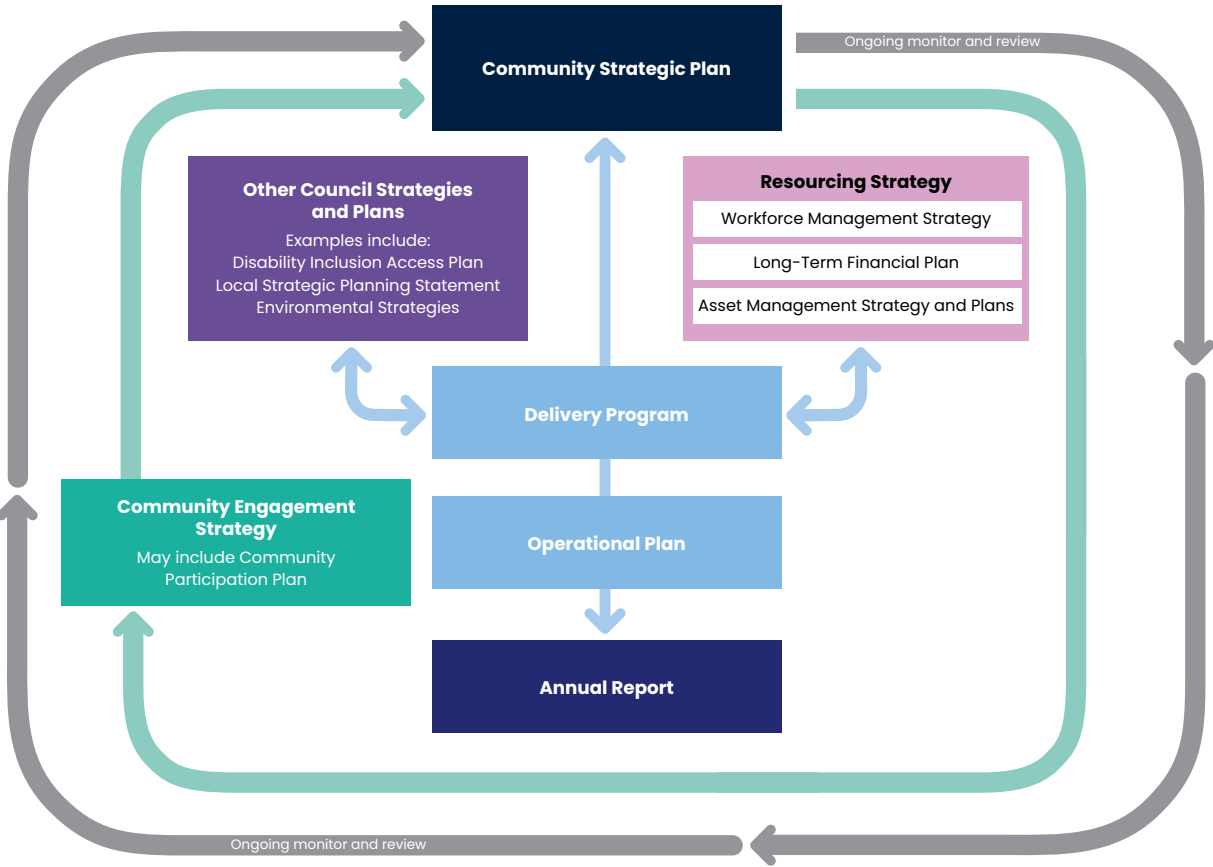 Ongoing monitor and review
Community Strategic Plan
Other Council Strategies
and Plans
Examples include:
Disability Inclusion Access Plan
Local Strategic Planning Statement
Environmental Strategies
Resourcing Strategy
Workforce Management Strategy
Long-Term Financial Plan
Asset Management Strategy and Plans
Delivery Program
Community Engagement
Strategy
May include Community
Participation Plan
Operational Plan
Annual Report
Ongoing monitor and review